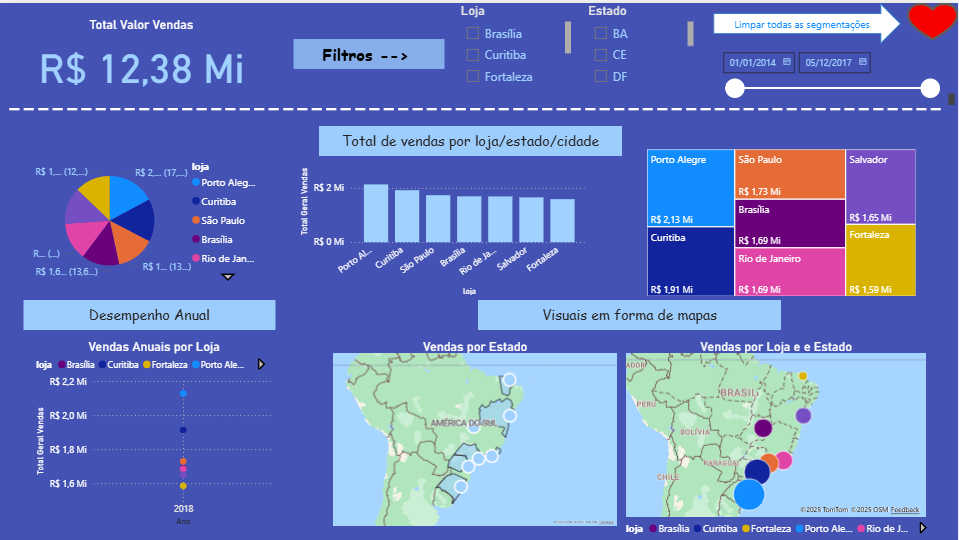 Total Valor Vendas
R$ 12,38 Mi
Filtros -->
Loja
Brasília
Curitiba
Fortaleza
Estado
BA
CE
DF
Limpar todas as segmentações
01/01/2014
05/12/2017
Total de vendas por loja/estado/cidade
R$ 1,... (12,...)
R$ 2,... (17,...)
R... (...)
R$ 1,6... (13,6...)
R$ 1... (13...)
loja
Porto Aleg...
Curitiba
São Paulo
Brasília
Rio de Jan...
Total Geral Vendas
R$ 2 Mi
R$ 0 Mi
Porto Al...
Curitiba
São Paulo
Brasília
Rio de Ja...
Salvador
Fortaleza
loja
Porto Alegre
R$ 2,13 Mi
Curitiba
R$ 1,91 Mi
São Paulo
R$ 1,73 Mi
Brasília
R$ 1,69 Mi
Rio de Janeiro
R$ 1,69 Mi
Salvador
R$ 1,65 Mi
Fortaleza
R$ 1,59 Mi
Desempenho Anual
Visuais em forma de mapas
Vendas Anuais por Loja
loja Brasília Curitiba Fortaleza Porto Ale...
Total Geral Vendas
R$ 2,2 Mi
R$ 2,0 Mi
R$ 1,8 Mi
R$ 1,6 Mi
2018
Ano
Vendas por Estado
AMÉRICA DO SUL
Vendas por Loja e e Estado
ADOR
BRASIL
PERU
BOLÍVIA
PARAGUA
CHILE
©2025 TomTom ©2025 OSM Feedback
loja Brasília Curitiba Fortaleza Porto Ale... Rio de J...